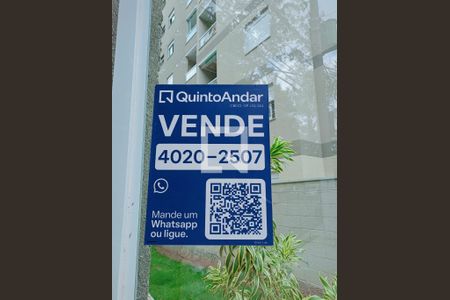 QuintoAndar
VENDE
4020-2507
Mande um
Whatsapp
ou ligue.